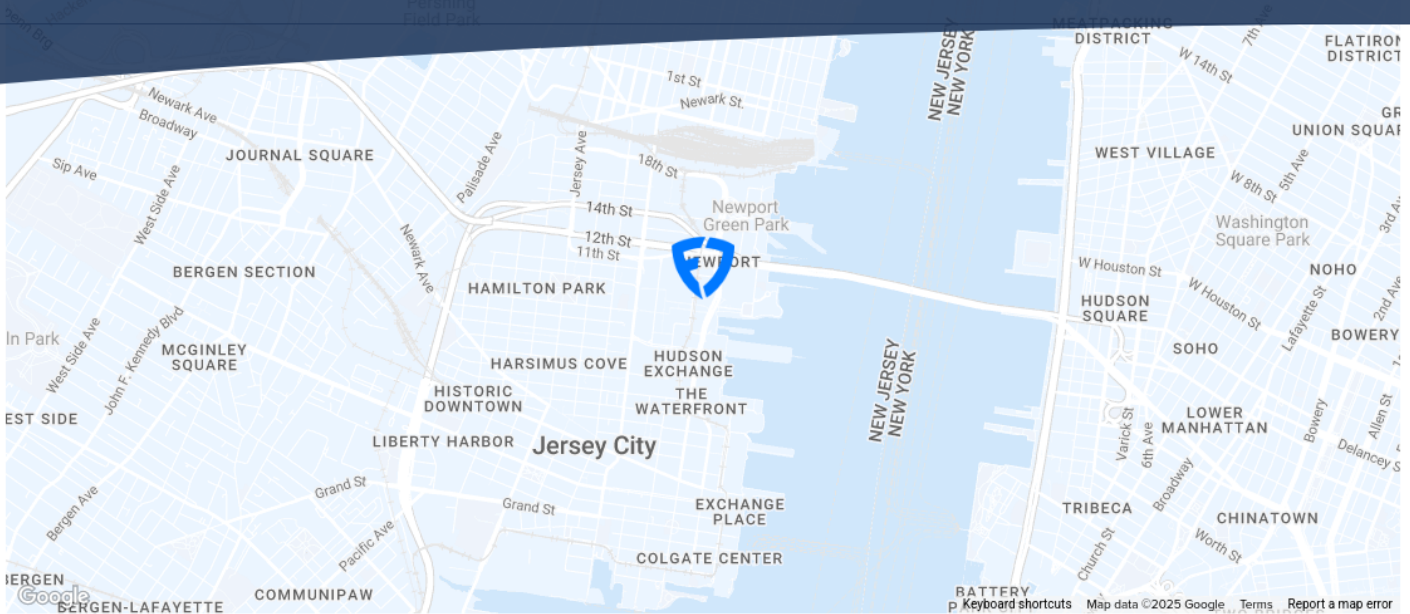 Pershing
Field Park
MEATPACKING
DISTRICT
7th Ave
FLATIRON
DISTRICT
W 14th St
NEW JERSEY
NEW YORK
1st St
Newark St.
Newark Ave
Broadway
UNION SQUAR
JOURNAL SQUARE
Palisade Ave
Jersey Ave
18th St
WEST VILLAGE
5th Ave
Sip Ave
West Side Ave
W 8th St
3rd Av
14th St
Newport
Green Park
Washington
Square Park
12th St
11th St
NEWPORT
Newark Ave
BERGEN SECTION
HAMILTON PARK
W Houston St
NOHO
W Houston St
Lafayette St
2nd Ave
HUDSON
SQUARE
BOWERY
ln Park
West Side Ave
John F. Kennedy Blvd
MCGINLEY
SQUARE
HARSIMUS COVE
HUDSON
EXCHANGE
SOHO
NEW JERSEY
NEW YORK
HISTORIC
DOWNTOWN
THE
WATERFRONT
EST SIDE
LOWER
MANHATTAN
Varick St
6th Ave
Bowery
Allen St
LIBERTY HARBOR
Jersey City
Delancey S
Broadway
Grand St
Grand St
EXCHANGE
PLACE
TRIBECA
CHINATOWN
Bergen Ave
Pacific Ave
Church St
Worth St
COLGATE CENTER
BERGEN
COMMUNIPAW
BATTERY
Google
BERGEN-LAFAYETTE
Keyboard shortcuts
Map data ©2025 Google
Terms
Report a map error